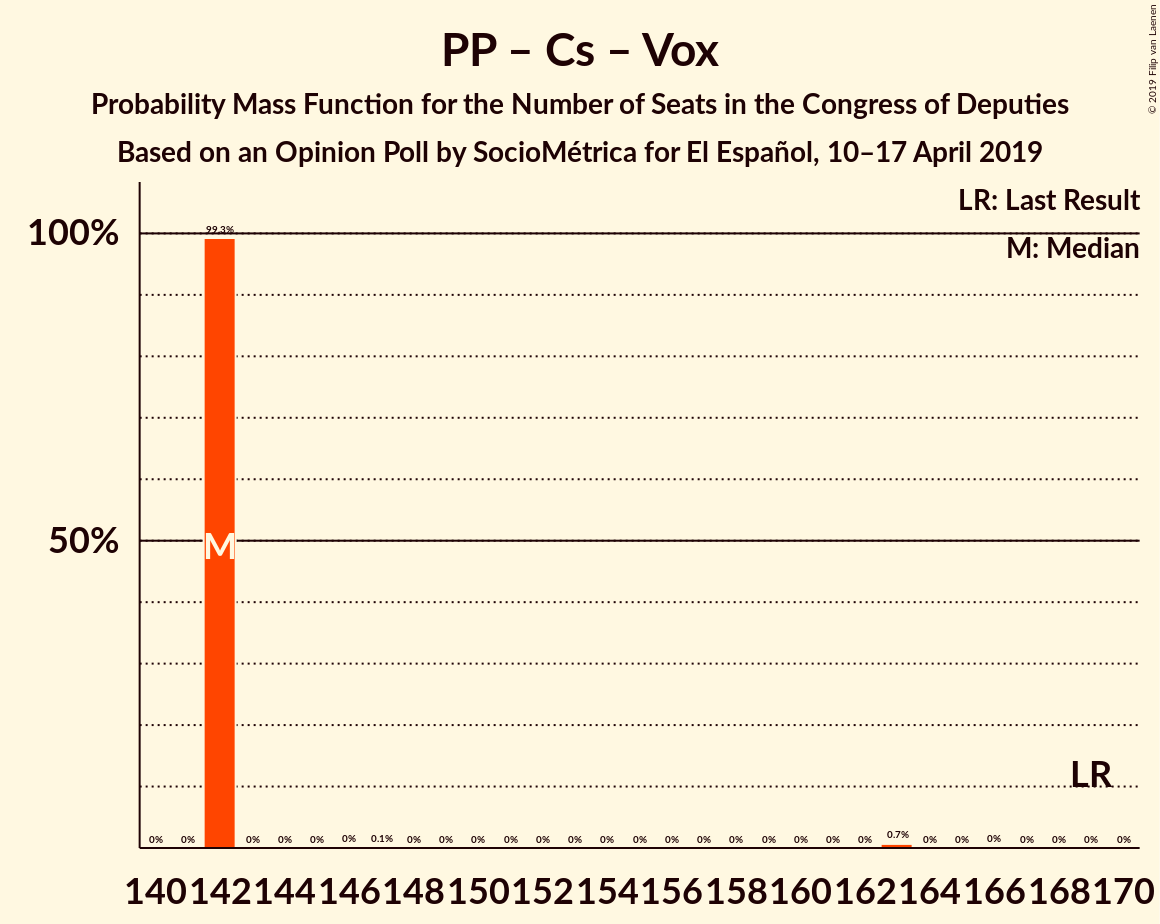 PP – Cs – Vox
Probability Mass Function for the Number of Seats in the Congress of Deputies
Based on an Opinion Poll by SocioMétrica for El Español, 10–17 April 2019
© 2019 Filip van Laenen
LR: Last Result
M: Median
100%
50%
99.3%
M
LR
0% 0% 0% 0% 0% 0% 0.1% 0% 0% 0% 0% 0% 0% 0% 0% 0% 0% 0% 0% 0% 0% 0% 0.7% 0% 0% 0% 0% 0% 0% 0%
140 142 144 146 148 150 152 154 156 158 160 162 164 166 168 170